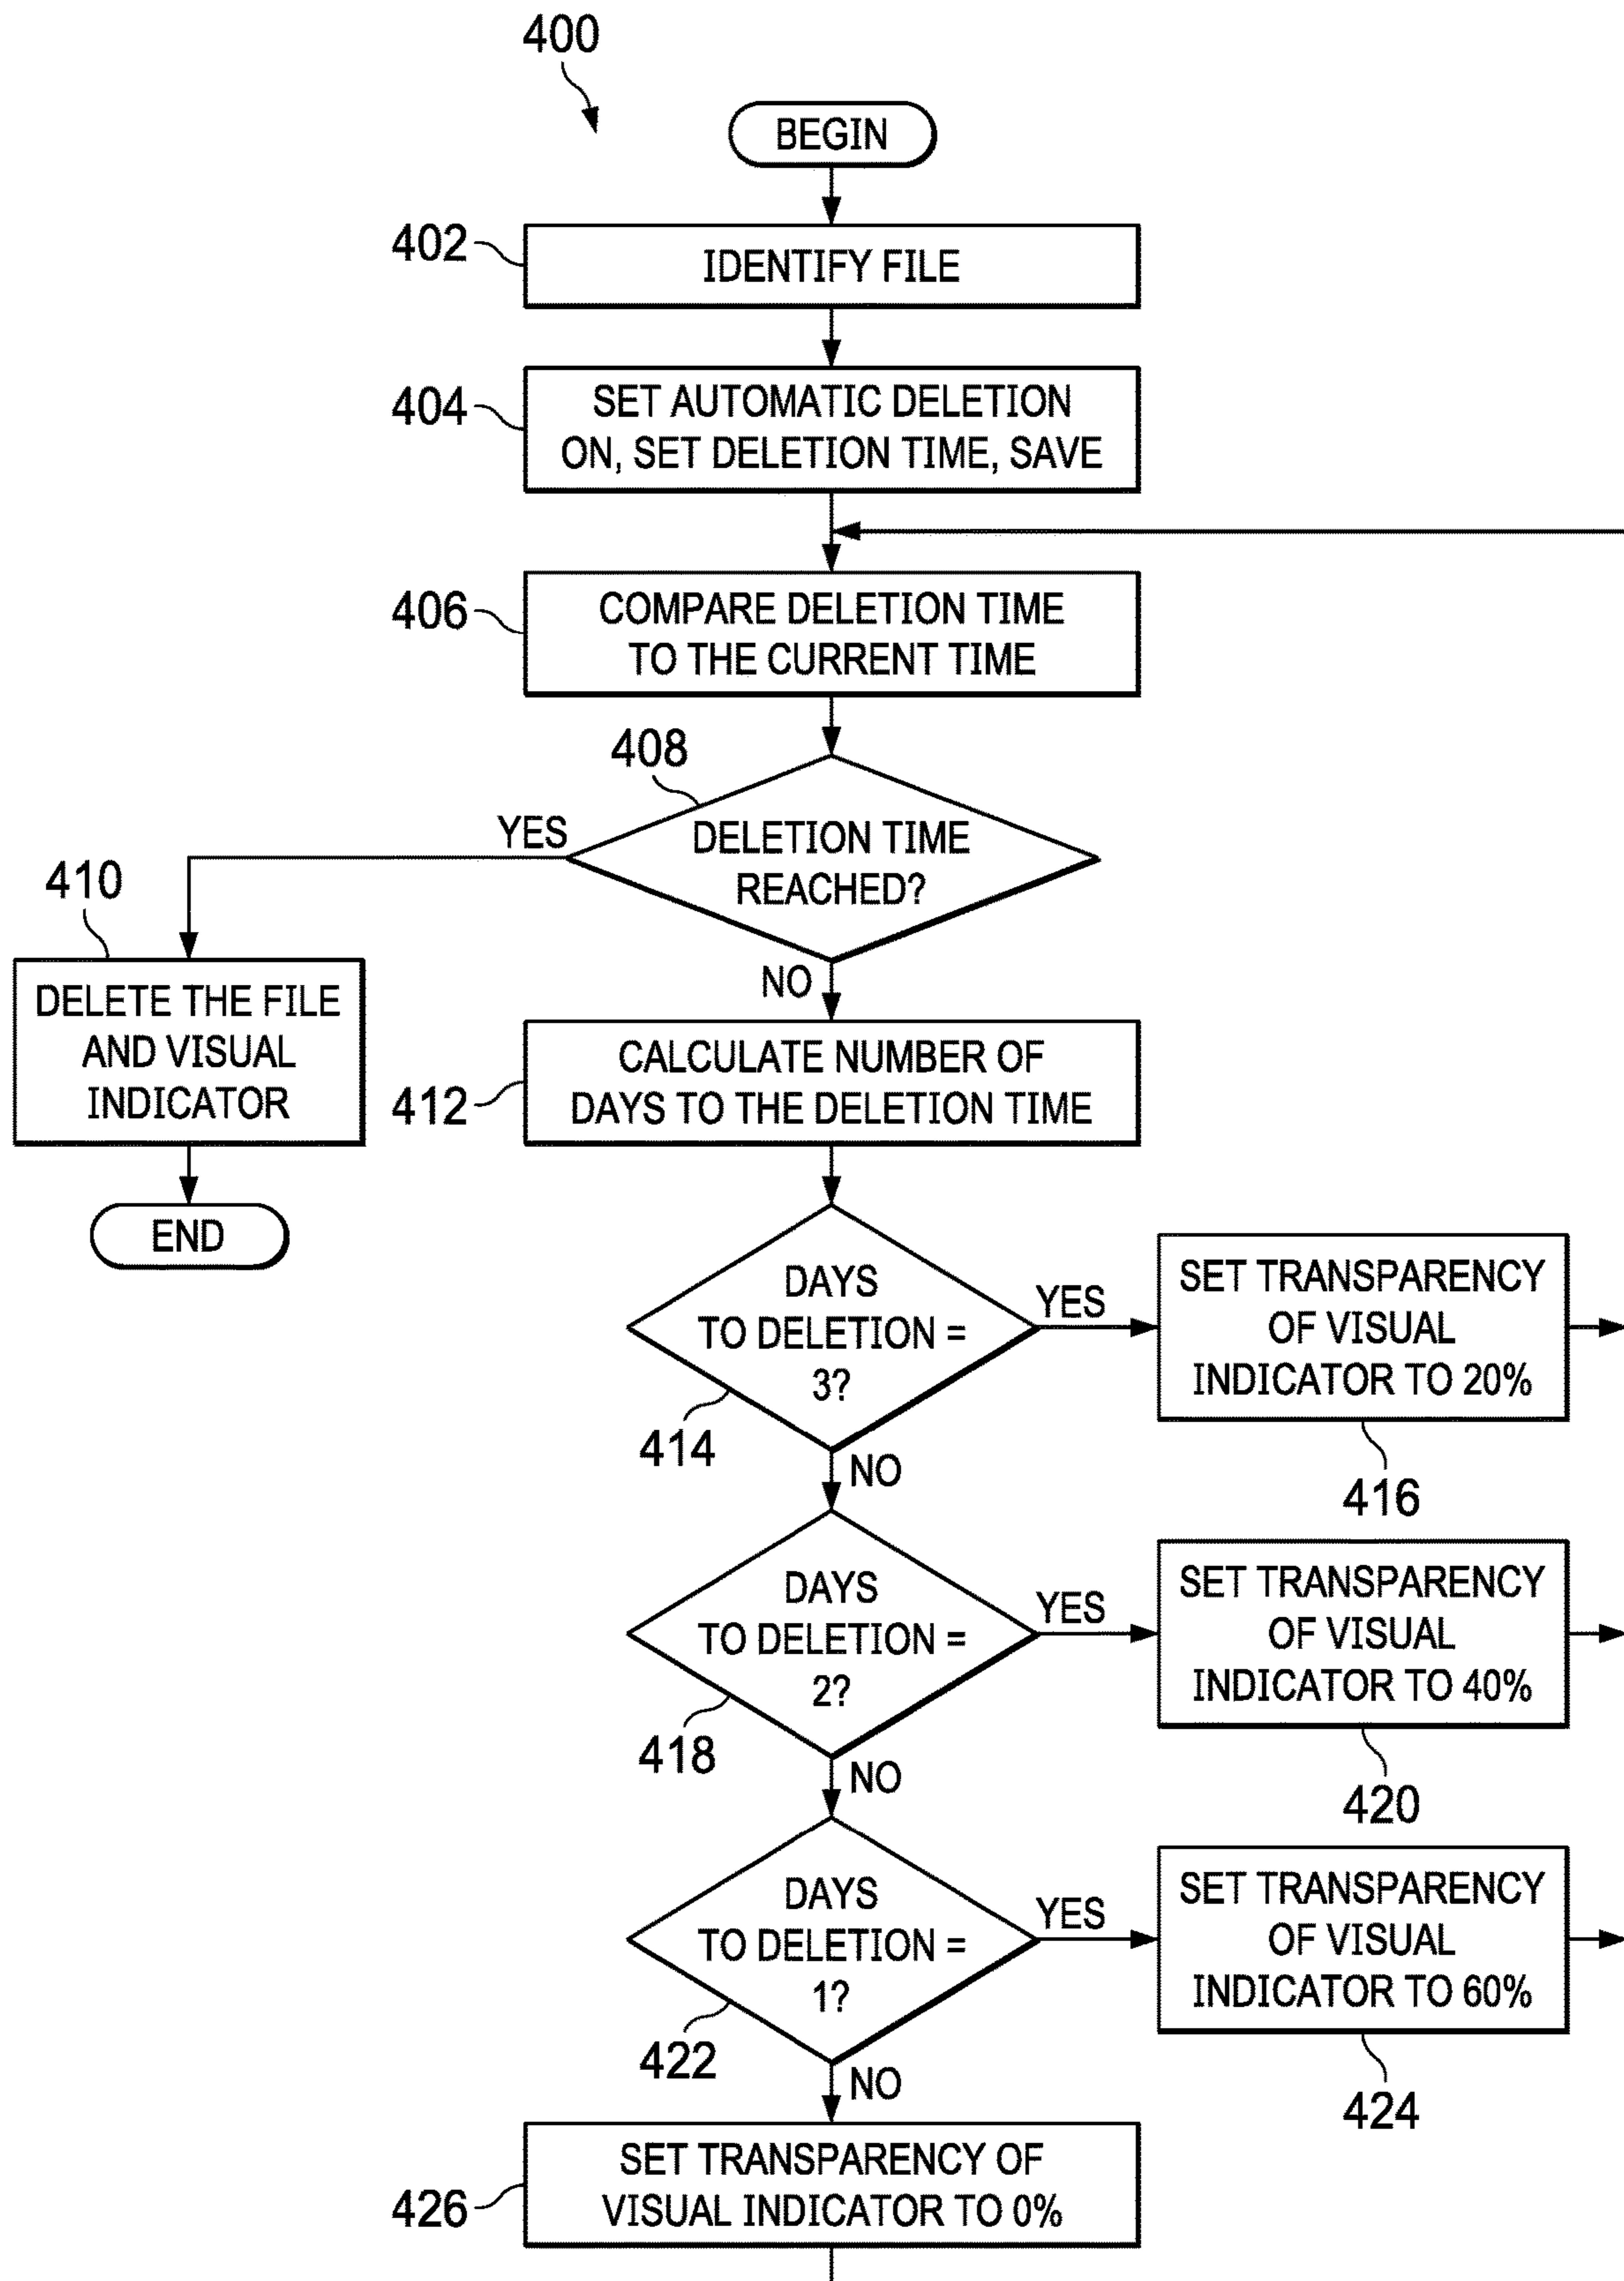 400
BEGIN
402
IDENTIFY FILE
404
SET AUTOMATIC DELETION
ON, SET DELETION TIME, SAVE
406
COMPARE DELETION TIME
TO THE CURRENT TIME
408
DELETION TIME
REACHED?
YES
NO
410
DELETE THE FILE
AND VISUAL
INDICATOR
END
412
CALCULATE NUMBER OF
DAYS TO THE DELETION TIME
DAYS
TO DELETION =
3?
414
YES
NO
SET TRANSPARENCY
OF VISUAL
INDICATOR TO 20%
416
DAYS
TO DELETION =
2?
418
YES
NO
SET TRANSPARENCY
OF VISUAL
INDICATOR TO 40%
420
DAYS
TO DELETION =
1?
422
YES
NO
SET TRANSPARENCY
OF VISUAL
INDICATOR TO 60%
424
426
SET TRANSPARENCY OF
VISUAL INDICATOR TO 0%